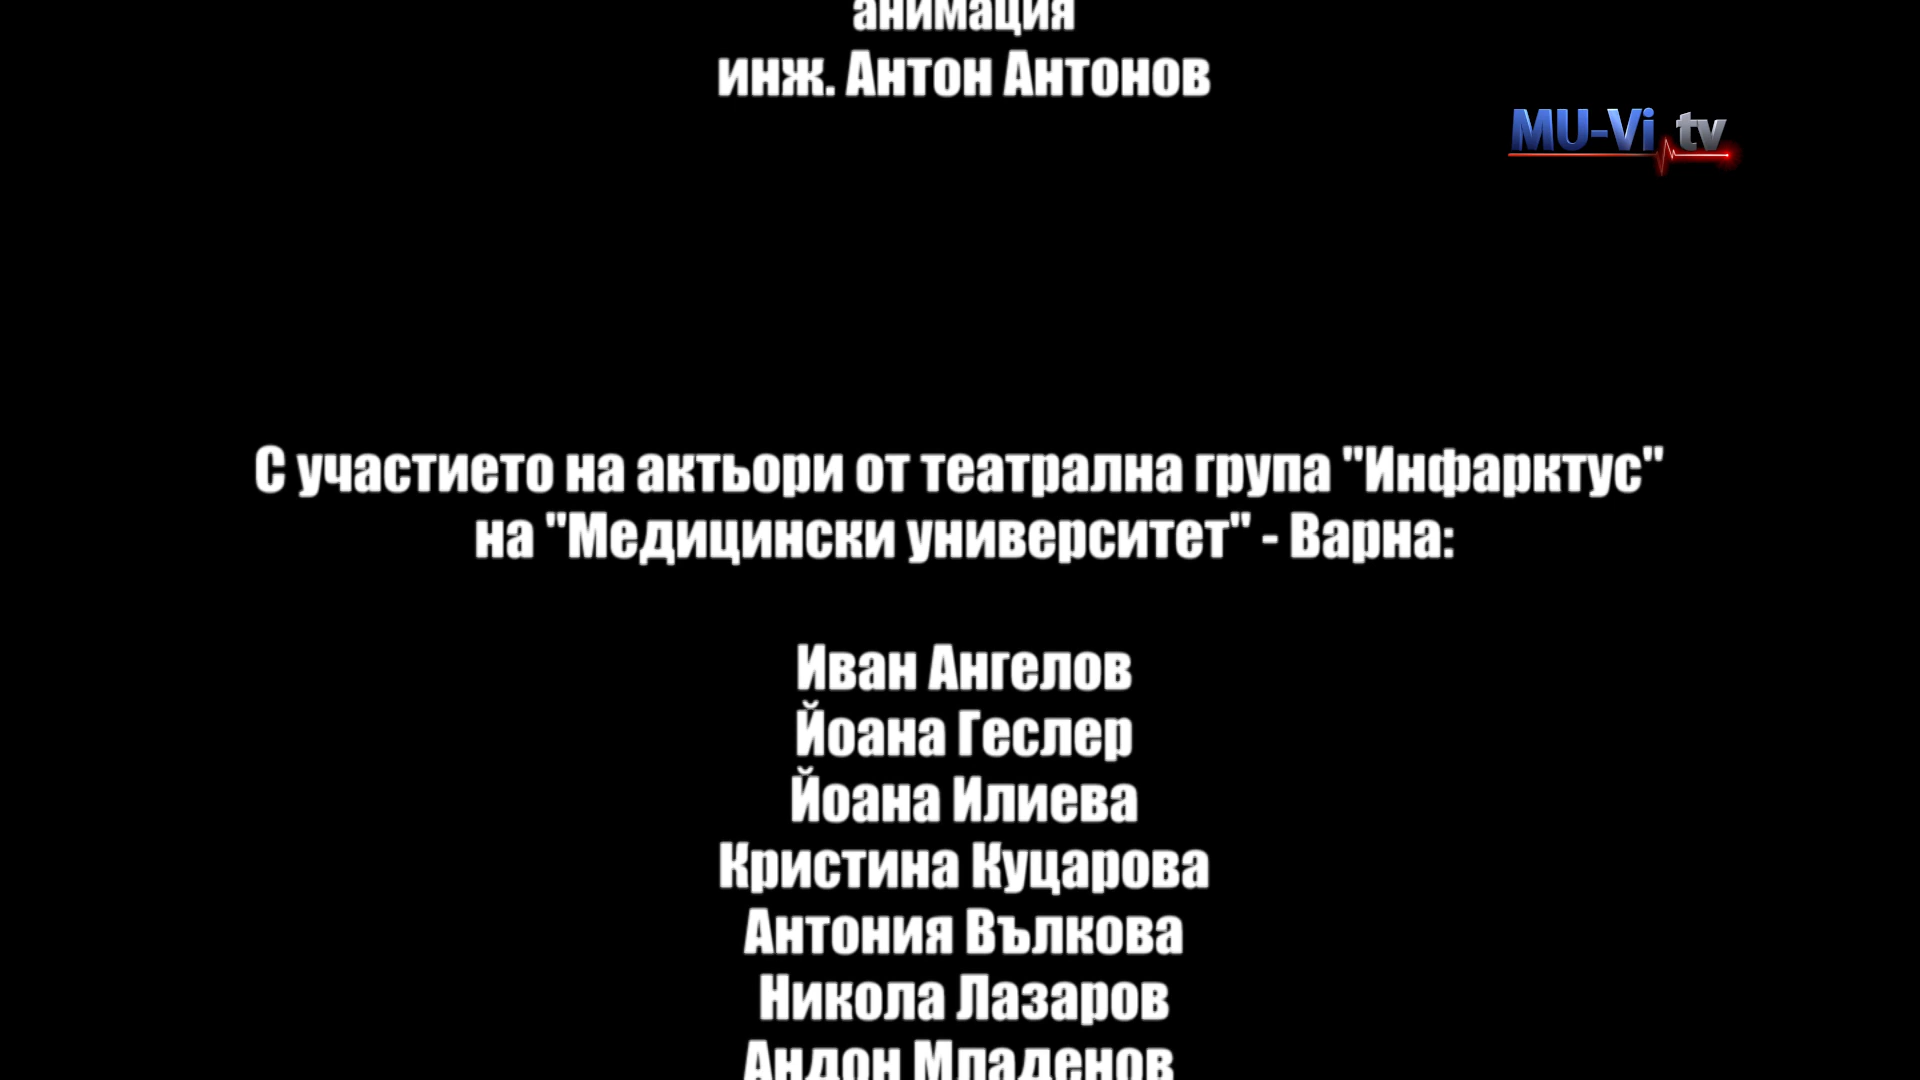 анимация
инж. Антон Антонов
MU-Vi tv
С участието на актьори от театрална група "Инфарктус"
на "Медицински университет" - Варна:
Иван Ангелов
Йоана Геслер
Йоана Илиева
Кристина Куцарова
Антония Вълкова
Никола Лазаров
Андон Младенов